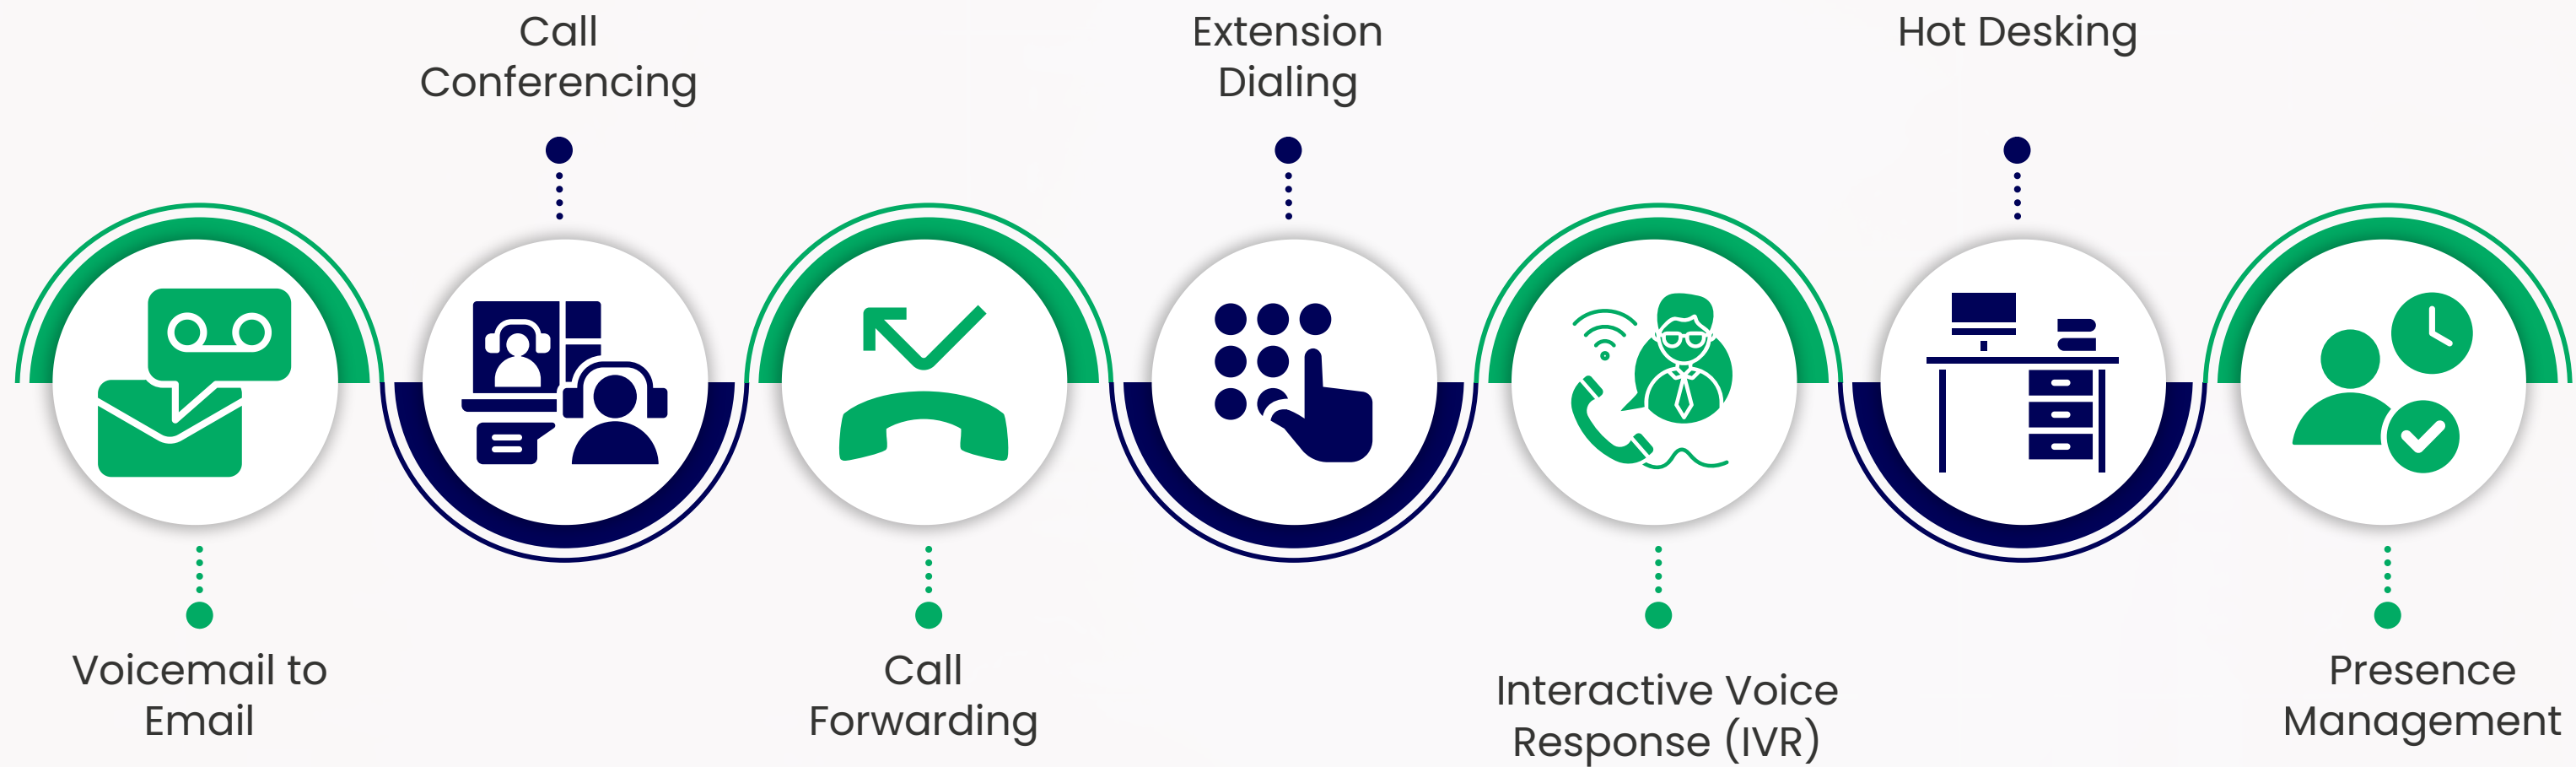 Call
Conferencing
Extension
Dialing
Hot Desking
Voicemail to
Email
Call
Forwarding
Interactive Voice
Response (IVR)
Presence
Management